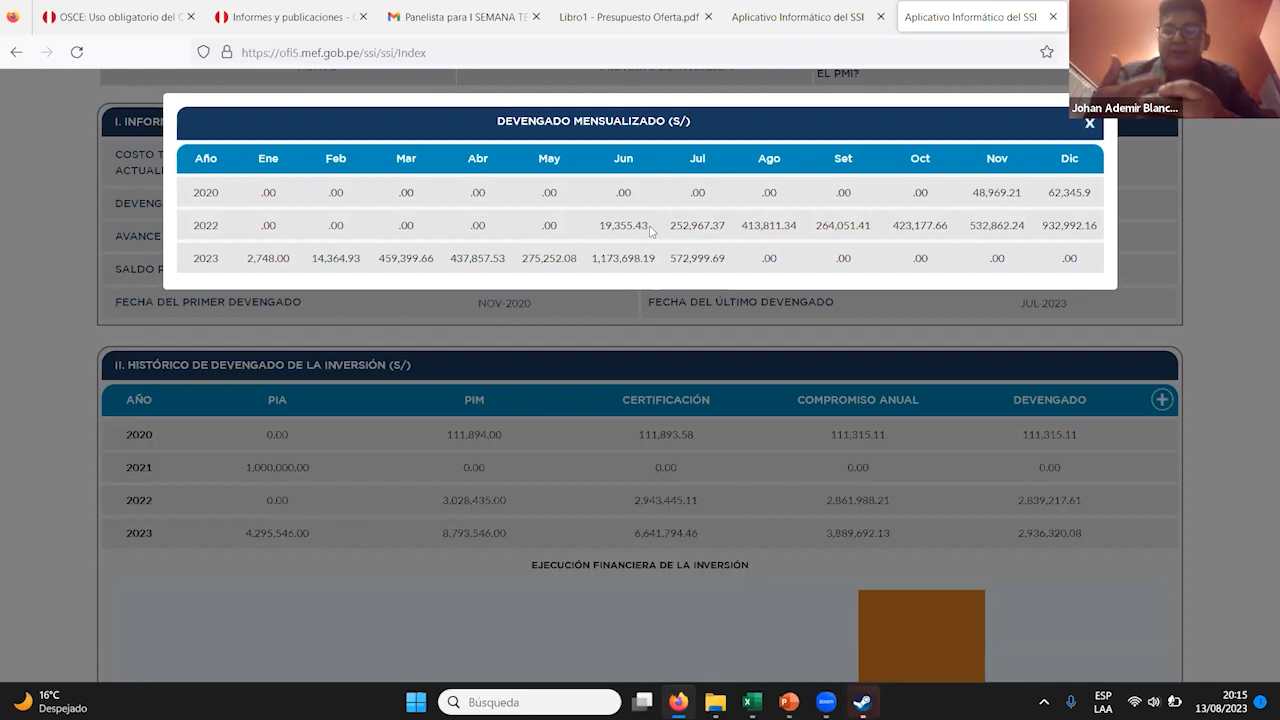 OSCE: Uso obligatorio del C
Informes y publicaciones - C
Panelista para I SEMANA TE
Libro1 - Presupuesto Oferta.pdf
Aplicativo Informático del SSI
Aplicativo Informático del SSI
https://ofi5.mef.gob.pe/ssi/ssi/Index
EL PMI?
Johan Ademir Blanc...
I. INFOR
DEVENGADO MENSUALIZADO (S/)
X
Año Ene Feb Mar Abr May Jun Jul Ago Set Oct Nov Dic
2020 .00 .00 .00 .00 .00 .00 .00 .00 .00 .00 48,969.21 62,345.9
2022 .00 .00 .00 .00 .00 19,355.43 252,967.37 413,811.34 264,051.41 423,177.66 532,862.24 932,992.16
2023 2,748.00 14,364.93 459,399.66 437,857.53 275,252.08 1,173,698.19 572,999.69 .00 .00 .00 .00 .00
COSTO T
ACTUALI
DEVENG
AVANCE
SALDO P
FECHA DEL PRIMER DEVENGADO NOV-2020 FECHA DEL ÚLTIMO DEVENGADO JUL-2023
II. HISTÓRICO DE DEVENGADO DE LA INVERSIÓN (S/)
AÑO PIA PIM CERTIFICACIÓN COMPROMISO ANUAL DEVENGADO
2020 0.00 111,894.00 111,893.58 111,315.11 111,315.11
2021 1,000,000.00 0.00 0.00 0.00 0.00
2022 0.00 3,028,435.00 2,943,445.11 2,861,988.21 2,839,217.61
2023 4,295,546.00 8,793,546.00 6,641,794.46 3,889,692.13 2,936,320.08
EJECUCIÓN FINANCIERA DE LA INVERSIÓN
16°C
Despejado
Búsqueda
zoom
ESP
LAA
20:15
13/08/2023